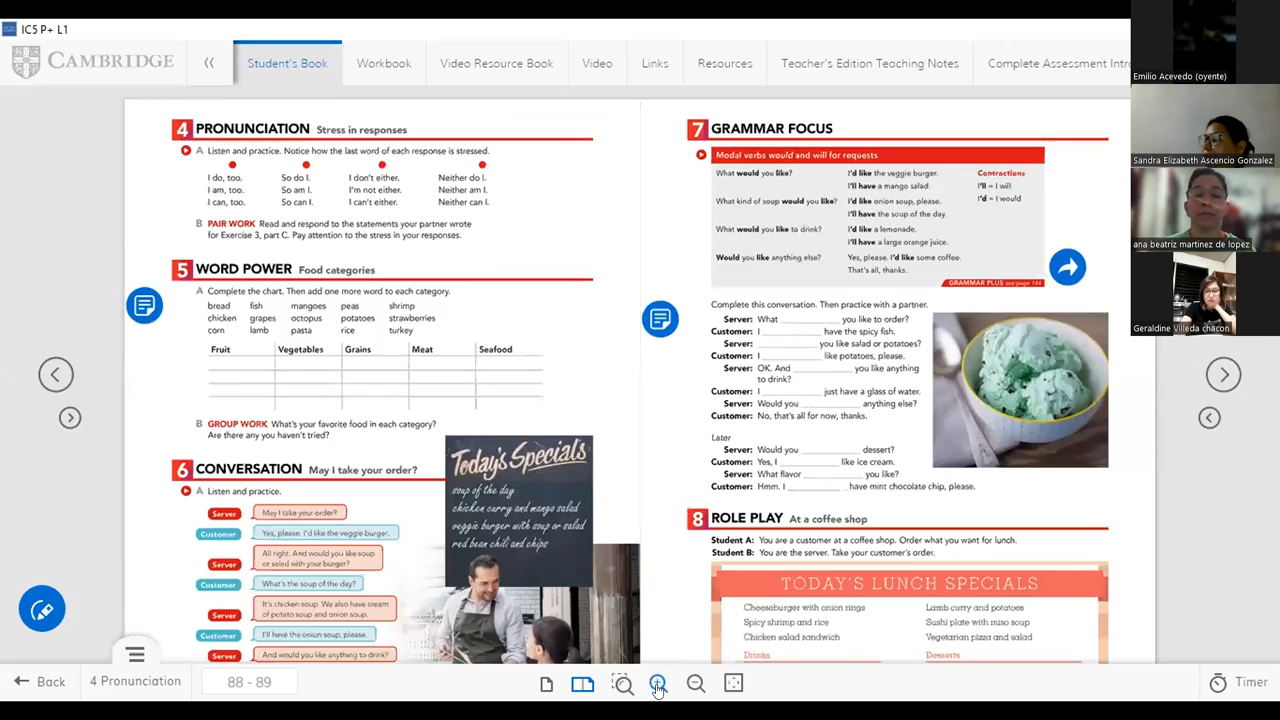 IC5 P+ L1
CAMBRIDGE
Student's Book
Workbook
Video Resource Book
Video
Links
Resources
Teacher's Edition Teaching Notes
Complete Assessment Intro
4 PRONUNCIATION Stress in responses
A Listen and practice. Notice how the last word of each response is stressed.
I do, too. So do I. I don't either. Neither do I.
I am, too. So am I. I'm not either. Neither am I.
I can, too. So can I. I can't either. Neither can I.
B PAIR WORK Read and respond to the statements your partner wrote
for Exercise 3, part C. Pay attention to the stress in your responses.
5 WORD POWER Food categories
A Complete the chart. Then add one more word to each category.
bread fish mangoes peas shrimp
chicken grapes octopus potatoes strawberries
corn lamb pasta rice turkey
Fruit Vegetables Grains Meat Seafood
B GROUP WORK What's your favorite food in each category?
Are there any you haven't tried?
6 CONVERSATION May I take your order?
A Listen and practice.
Server May I take your order?
Customer Yes, please. I'd like the veggie burger.
Server All right. And would you like soup
or salad with your burger?
Customer What's the soup of the day?
Server It's chicken soup. We also have cream
of potato soup and onion soup.
Customer I'll have the onion soup, please.
Server And would you like anything to drink?
Today's Specials
soup of the day
chicken curry and mango salad
veggie burger with soup or salad
red bean chili and chips
7 GRAMMAR FOCUS
Modal verbs would and will for requests
What would you like? I'd like the veggie burger. Contractions
I'll have a mango salad. I'll = I will
What kind of soup would you like? I'd like onion soup, please. I'd = I would
I'll have the soup of the day.
What would you like to drink? I'd like a lemonade.
I'll have a large orange juice.
Would you like anything else? Yes, please. I'd like some coffee.
That's all, thanks.
GRAMMAR PLUS see page 144
Complete this conversation. Then practice with a partner.
Server: What ____ you like to order?
Customer: I ____ have the spicy fish.
Server: ____ you like salad or potatoes?
Customer: I ____ like potatoes, please.
Server: OK. And ____ you like anything
to drink?
Customer: I ____ just have a glass of water.
Server: Would you ____ anything else?
Customer: No, that's all for now, thanks.
Later
Server: Would you ____ dessert?
Customer: Yes, I ____ like ice cream.
Server: What flavor ____ you like?
Customer: Hmm. I ____ have mint chocolate chip, please.
8 ROLE PLAY At a coffee shop
Student A: You are a customer at a coffee shop. Order what you want for lunch.
Student B: You are the server. Take your customer's order.
TODAY'S LUNCH SPECIALS
Cheeseburger with onion rings Lamb curry and potatoes
Spicy shrimp and rice Sushi plate with miso soup
Chicken salad sandwich Vegetarian pizza and salad
Drinks Desserts
Back
4 Pronunciation
88 - 89
Timer
Emilio Acevedo (oyente)
Sandra Elizabeth Ascencio Gonzalez
ana beatriz martinez de lopez
Geraldine Villeda chacon